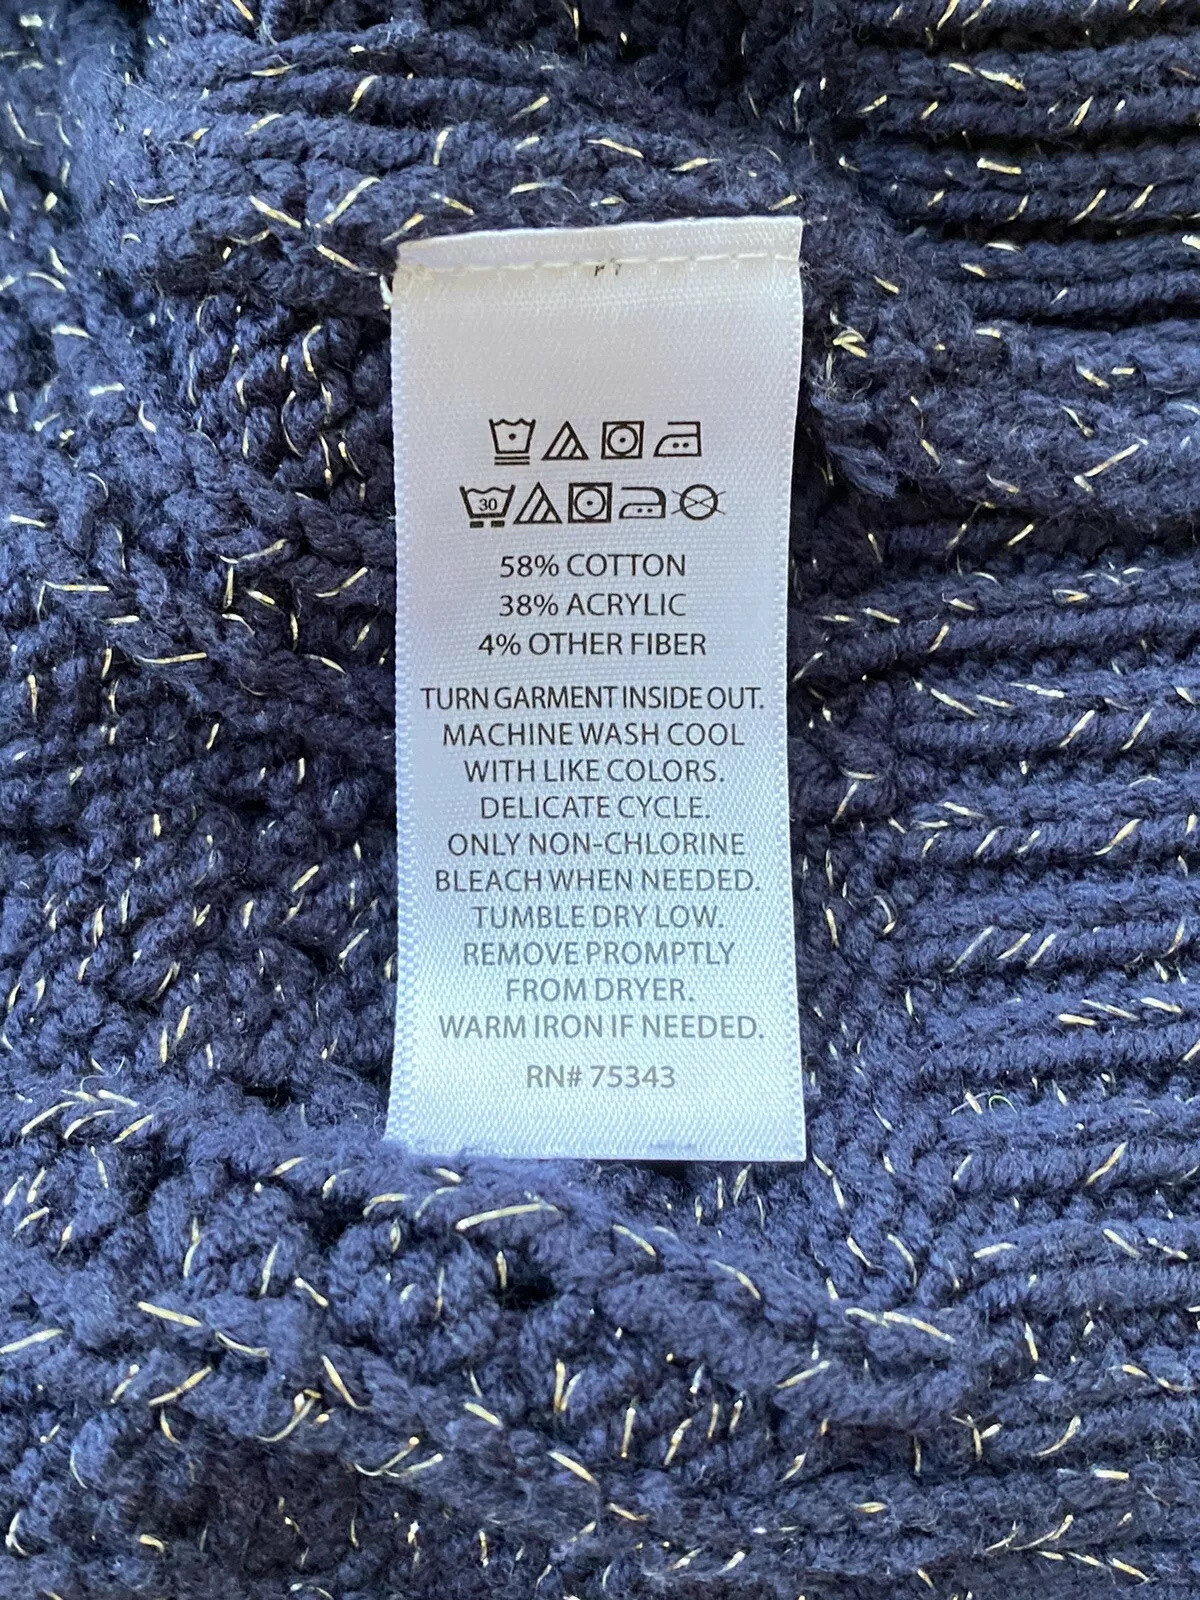 30
58% COTTON
38% ACRYLIC
4% OTHER FIBER
TURN GARMENT INSIDE OUT.
MACHINE WASH COOL
WITH LIKE COLORS.
DELICATE CYCLE.
ONLY NON-CHLORINE
BLEACH WHEN NEEDED.
TUMBLE DRY LOW.
REMOVE PROMPTLY
FROM DRYER.
WARM IRON IF NEEDED.
RN# 75343